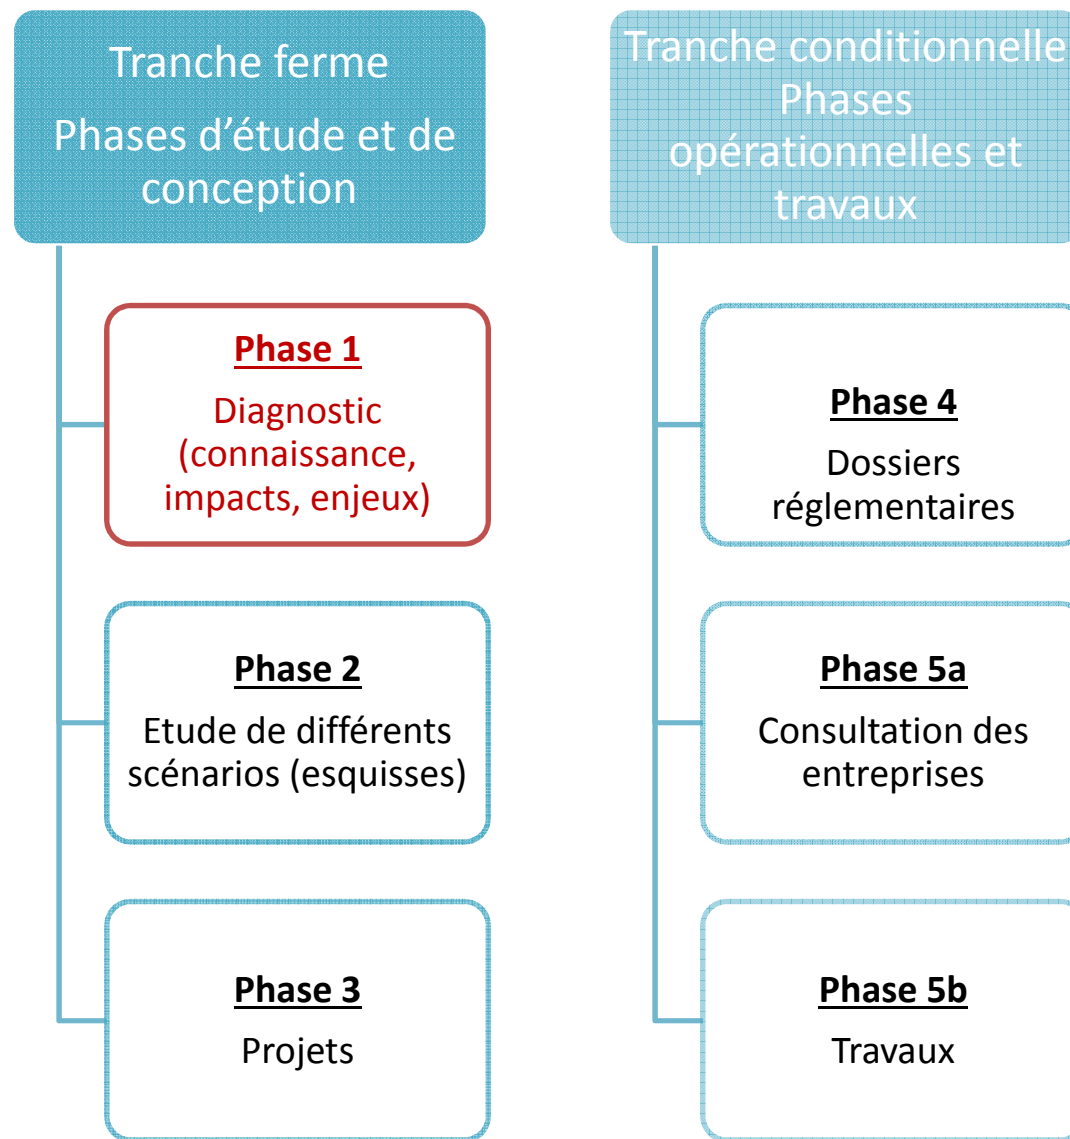 Tranche ferme
Phases d'étude et de
conception
Phase 1
Diagnostic
(connaissance,
impacts, enjeux)
Phase 2
Etude de différents
scénarios (esquisses)
Phase 3
Projets
Tranche conditionnelle
Phases
opérationnelles et
travaux
Phase 4
Dossiers
réglementaires
Phase 5a
Consultation des
entreprises
Phase 5b
Travaux